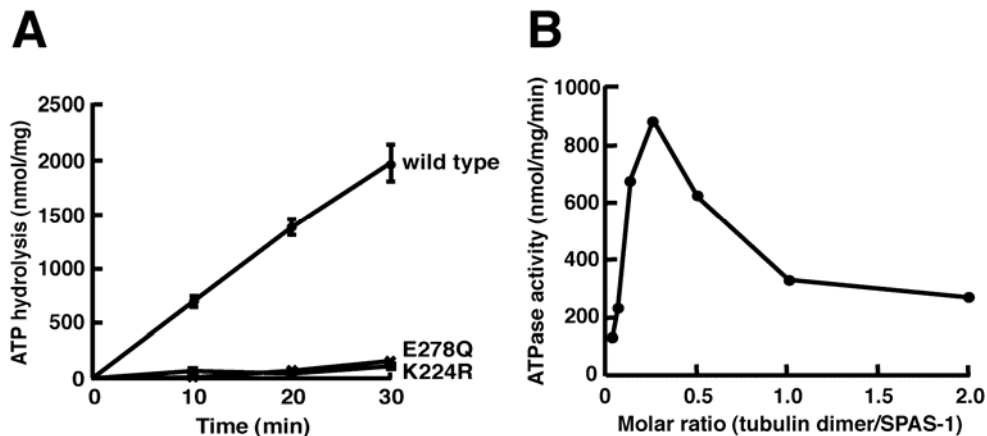 A
B
ATP hydrolysis (nmol/mg)
2500
2000
1500
1000
500
0
wild type
E278Q
K224R
0
10
20
30
Time (min)
ATPase activity (nmol/mg/min)
1000
800
600
400
200
0
0
0.5
1.0
1.5
2.0
Molar ratio (tubulin dimer/SPAS-1)